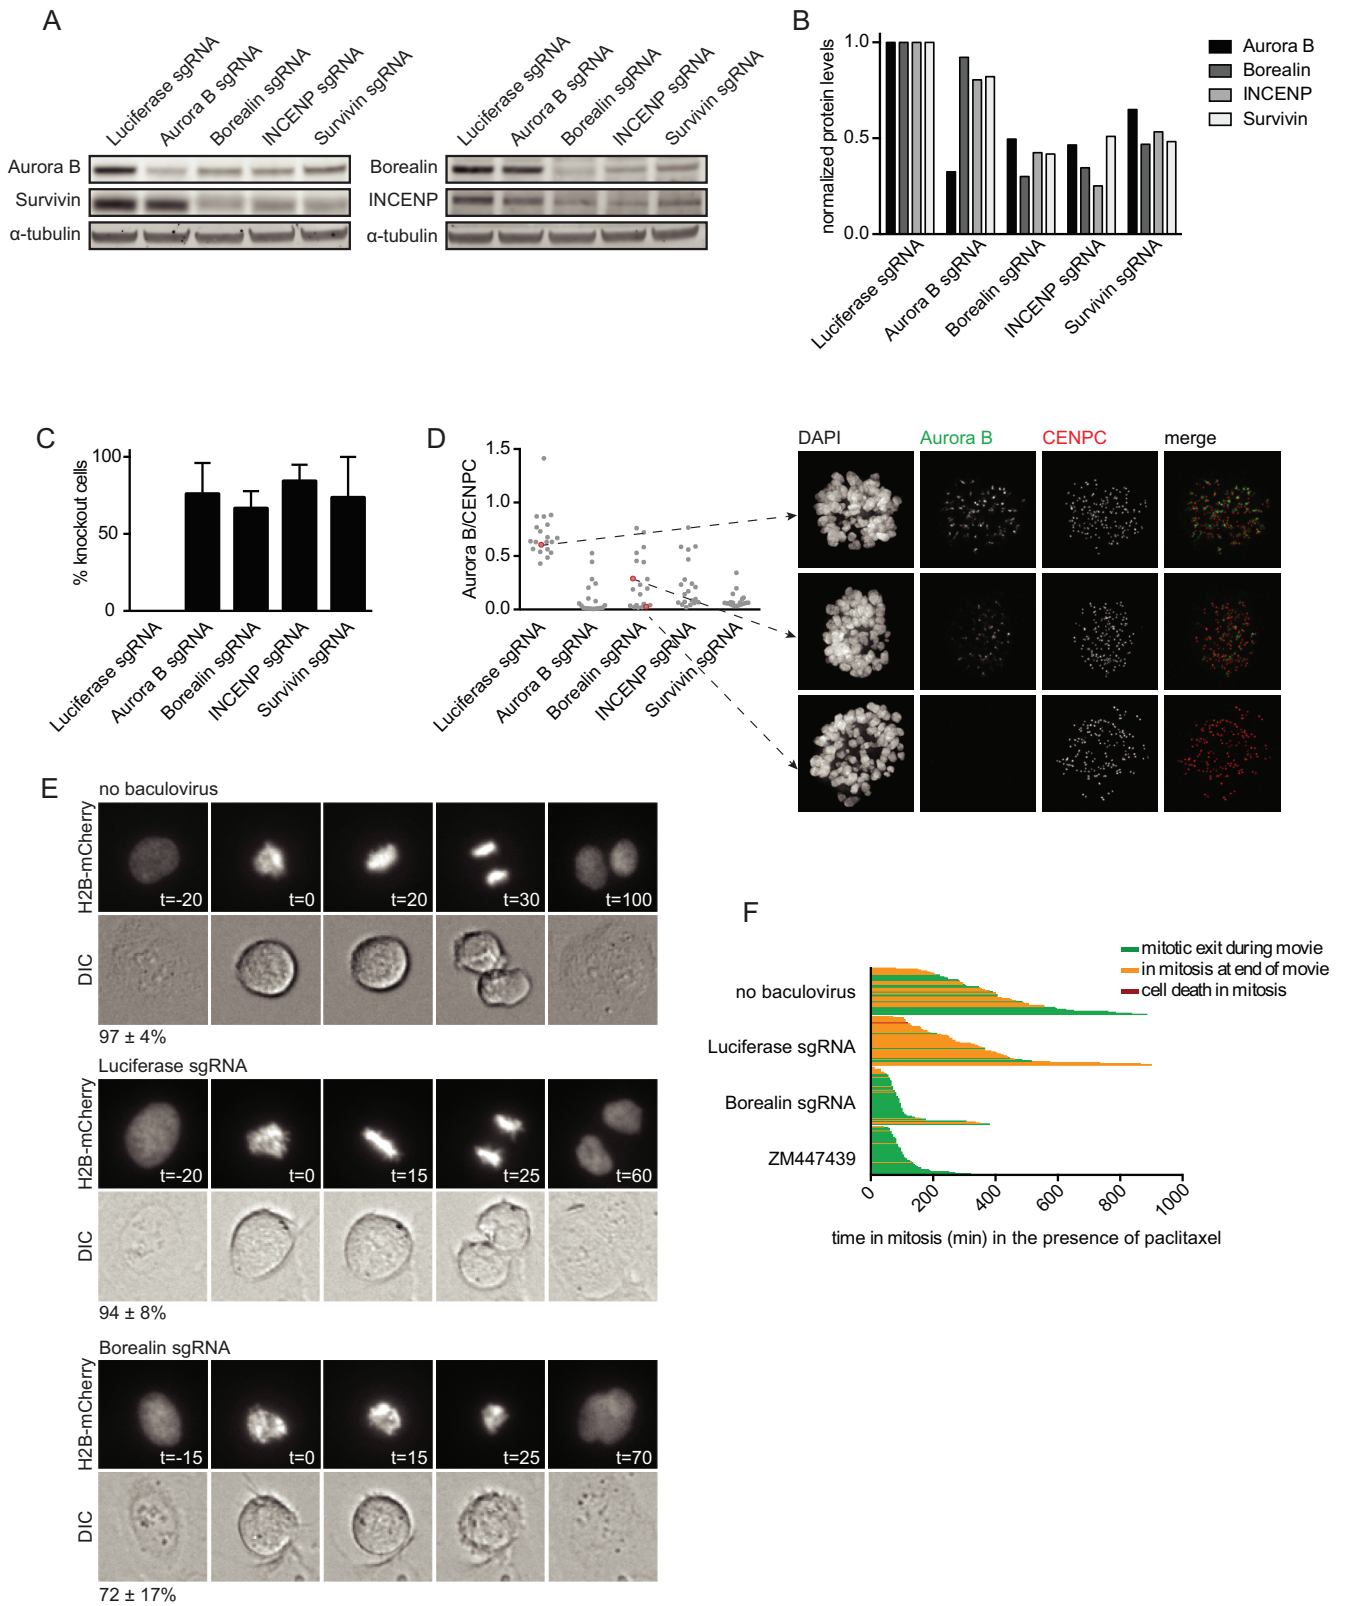 A
Luciferase sgRNA
Aurora B sgRNA
Borealin sgRNA
INCENP sgRNA
Survivin sgRNA
Aurora B
Survivin
α-tubulin
Luciferase sgRNA
Aurora B sgRNA
Borealin sgRNA
INCENP sgRNA
Survivin sgRNA
Borealin
INCENP
α-tubulin
B
normalized protein levels
1.0
0.5
0.0
Luciferase sgRNA
Aurora B sgRNA
Borealin sgRNA
INCENP sgRNA
Survivin sgRNA
Aurora B
Borealin
INCENP
Survivin
C
% knockout cells
100
50
0
Luciferase sgRNA
Aurora B sgRNA
Borealin sgRNA
INCENP sgRNA
Survivin sgRNA
D
Aurora B/CENPC
1.5
1.0
0.5
0.0
Luciferase sgRNA
Aurora B sgRNA
Borealin sgRNA
INCENP sgRNA
Survivin sgRNA
DAPI
Aurora B
CENPC
merge
E
no baculovirus
H2B-mCherry
t=-20
t=0
t=20
t=30
t=100
DIC
97 ± 4%
Luciferase sgRNA
H2B-mCherry
t=-20
t=0
t=15
t=25
t=60
DIC
94 ± 8%
Borealin sgRNA
H2B-mCherry
t=-15
t=0
t=15
t=25
t=70
DIC
72 ± 17%
F
mitotic exit during movie
in mitosis at end of movie
cell death in mitosis
no baculovirus
Luciferase sgRNA
Borealin sgRNA
ZM447439
0
200
400
600
800
1000
time in mitosis (min) in the presence of paclitaxel